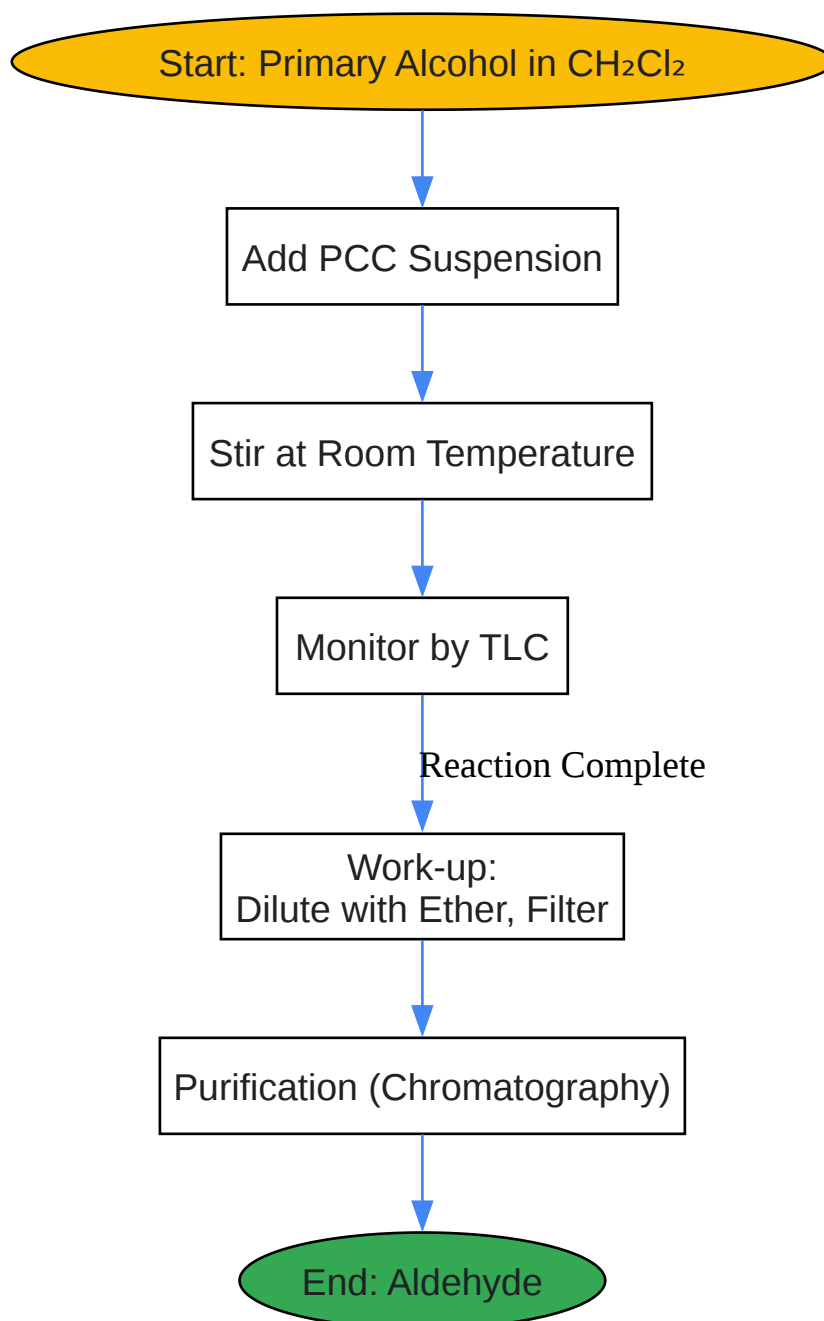 Start: Primary Alcohol in CH₂Cl₂
Add PCC Suspension
Stir at Room Temperature
Monitor by TLC
Reaction Complete
Work-up:
Dilute with Ether, Filter
Purification (Chromatography)
End: Aldehyde